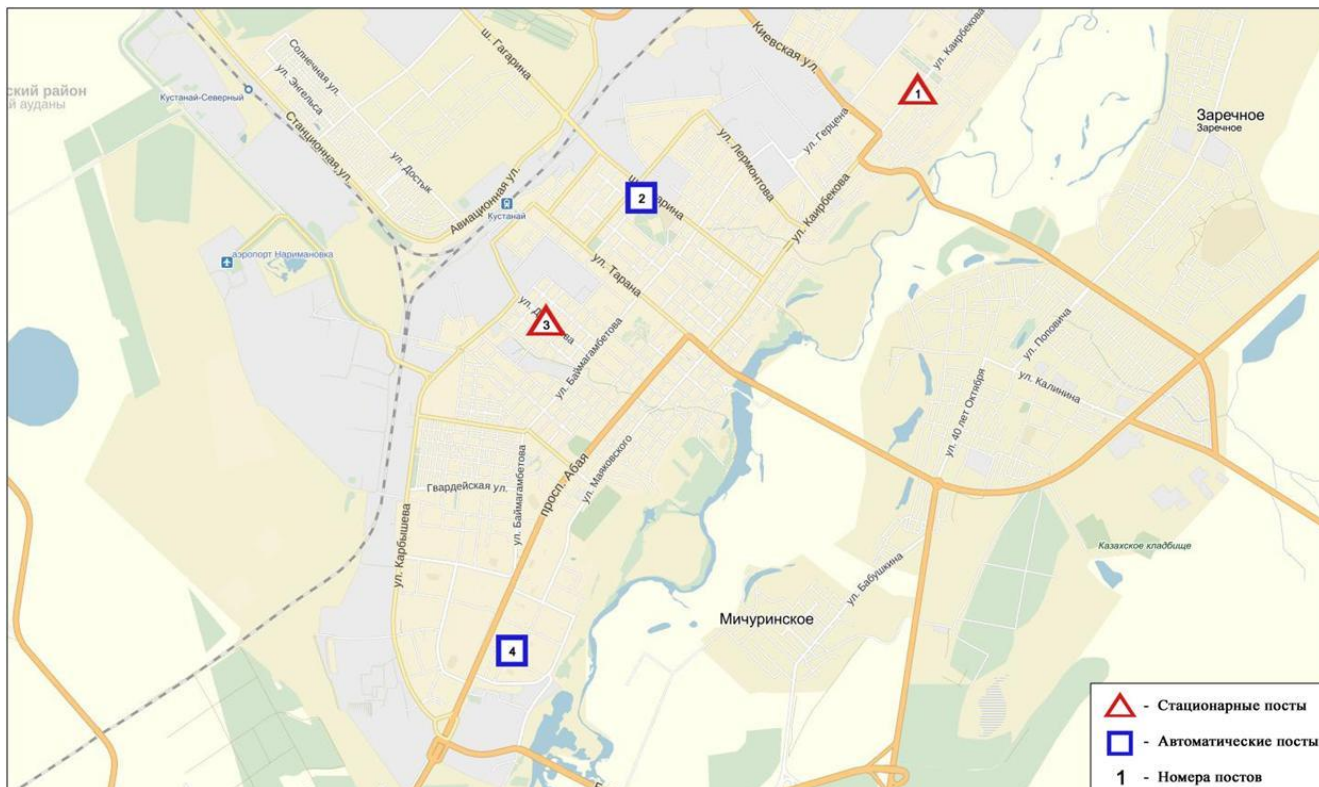 Киевская ул.
ул. Каирбекова
1
ш. Гагарина
Солнечная ул.
ул. Энгельса
ский район
й ауданы
Кустанай-Северный
Заречное
Заречное
ул. Герцена
ул. Лермонтова
Станционная ул.
ул. Достык
Авиационная ул.
2
Кустанай
ул. Каирбекова
аэропорт Наримановка
ул. Тарана
3
ул. Баймагамбетова
ул. Поповича
ул. Калинина
ул. 40 лет Октября
просп. Абая
ул. Маяковского
Гвардейская ул.
ул. Баймагамбетова
ул. Карбышева
Казахское кладбище
ул. Бабушкина
Мичуринское
4
- Стационарные посты
- Автоматические посты
1 - Номера постов